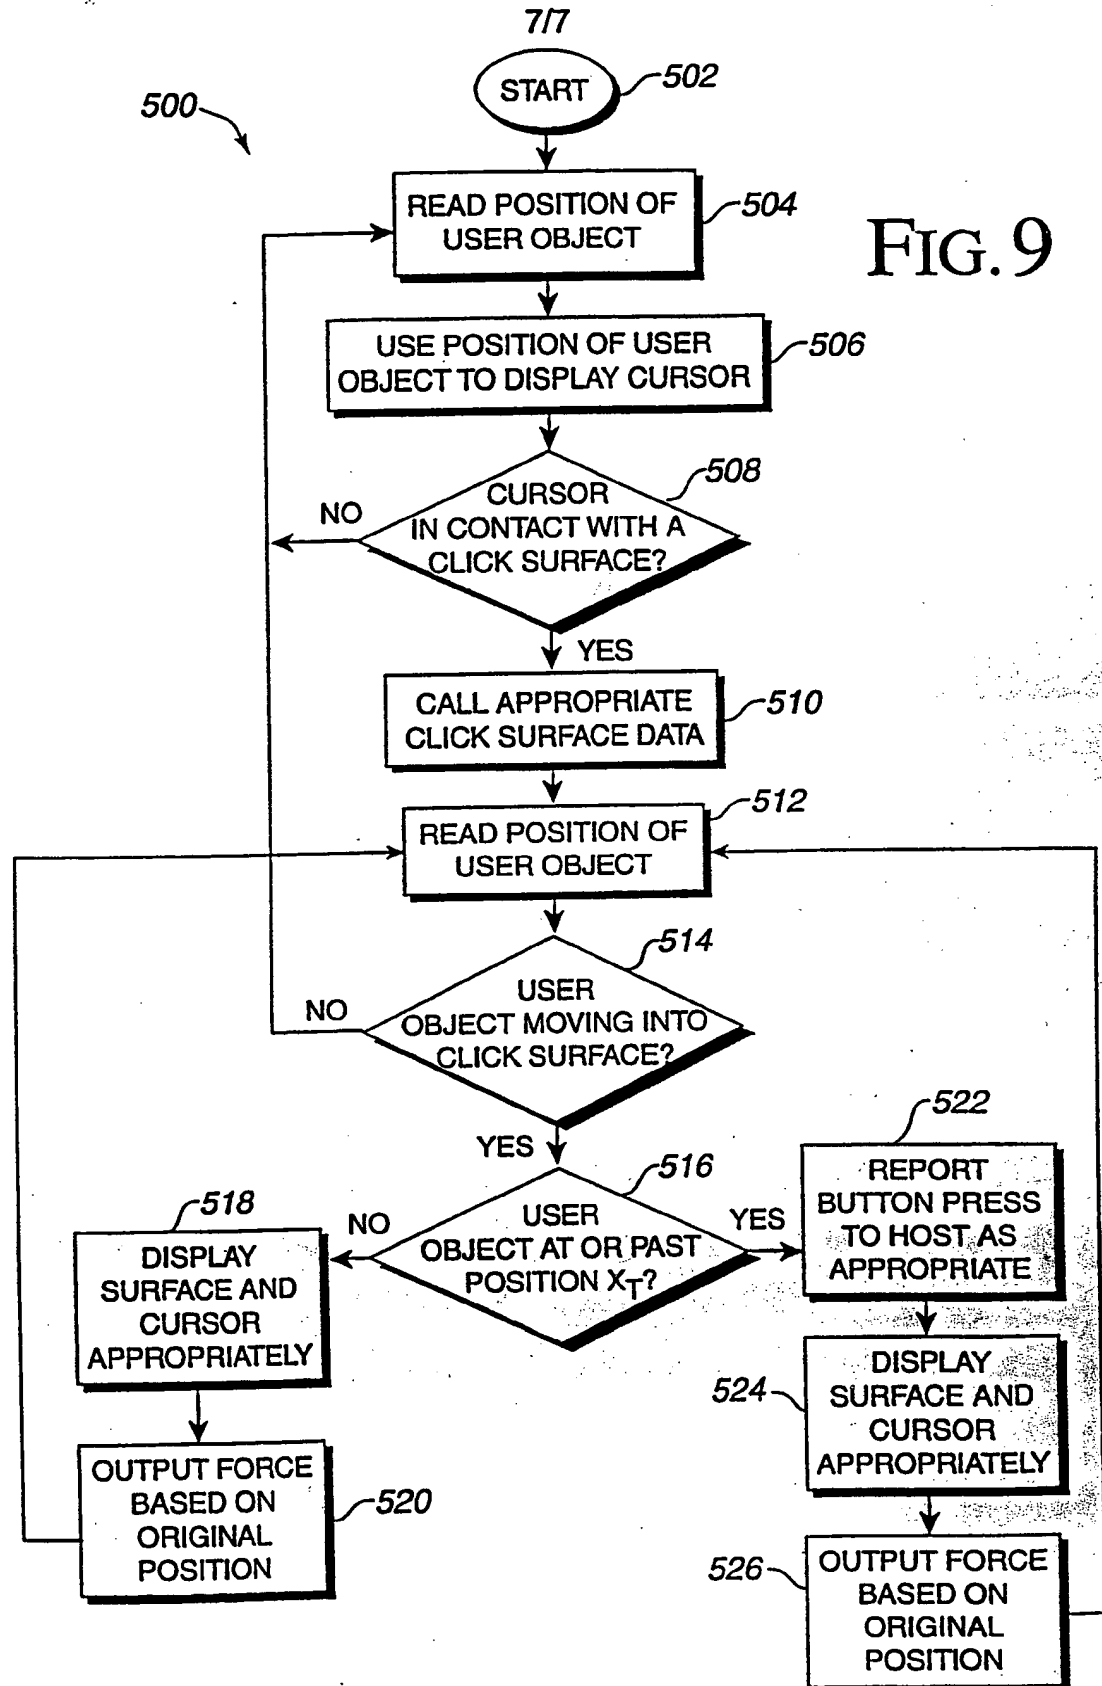 7/7
START
502
500
READ POSITION OF
USER OBJECT
504
FIG. 9
USE POSITION OF USER
OBJECT TO DISPLAY CURSOR
506
CURSOR
IN CONTACT WITH A
CLICK SURFACE?
508
NO
YES
CALL APPROPRIATE
CLICK SURFACE DATA
510
READ POSITION OF
USER OBJECT
512
USER
OBJECT MOVING INTO
CLICK SURFACE?
514
NO
YES
USER
OBJECT AT OR PAST
POSITION X_T?
516
NO
YES
518
DISPLAY
SURFACE AND
CURSOR
APPROPRIATELY
OUTPUT FORCE
BASED ON
ORIGINAL
POSITION
520
522
REPORT
BUTTON PRESS
TO HOST AS
APPROPRIATE
524
DISPLAY
SURFACE AND
CURSOR
APPROPRIATELY
526
OUTPUT FORCE
BASED ON
ORIGINAL
POSITION